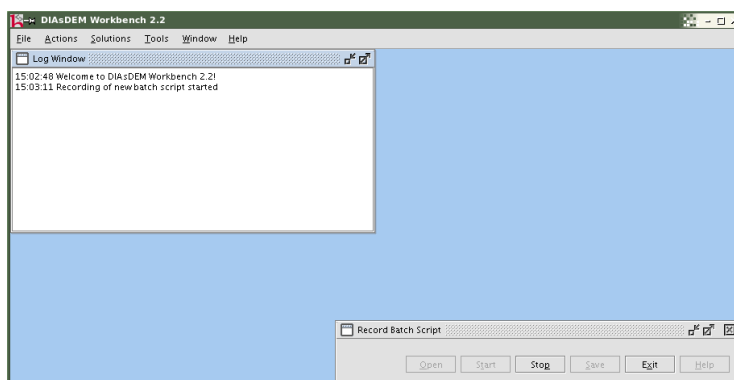 DIAsDEM Workbench 2.2
File Actions Solutions Tools Window Help
Log Window
15:02:48 Welcome to DIAsDEM Workbench 2.2!
15:03:11 Recording of new batch script started
Record Batch Script
Open Start Stop Save Exit Help